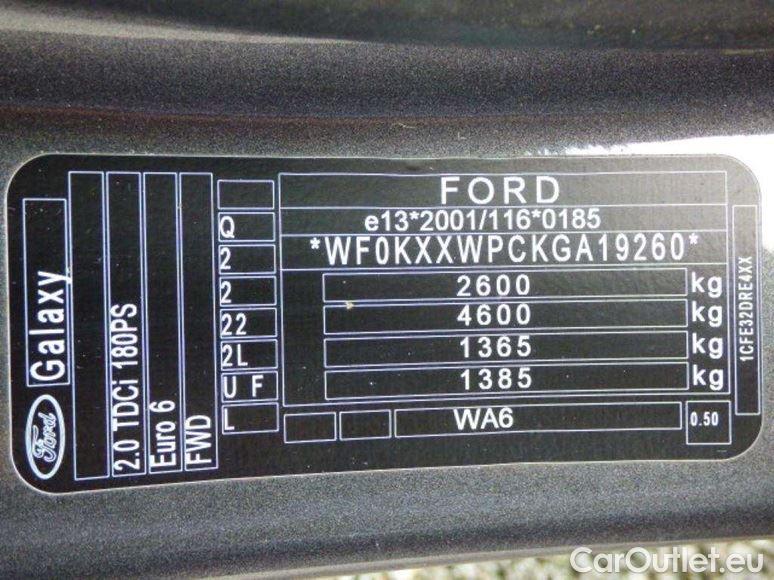 FORD
e13*2001/116*0185
*WF0KXXWPCKGA19260*
2600 kg
4600 kg
1365 kg
1385 kg
WA6 0.50
Q
2
2
22
2L
U F
L
Ford
Galaxy
2.0 TDCi 180PS
Euro 6
FWD
1CFE32DRE4XX
CarOutlet.eu